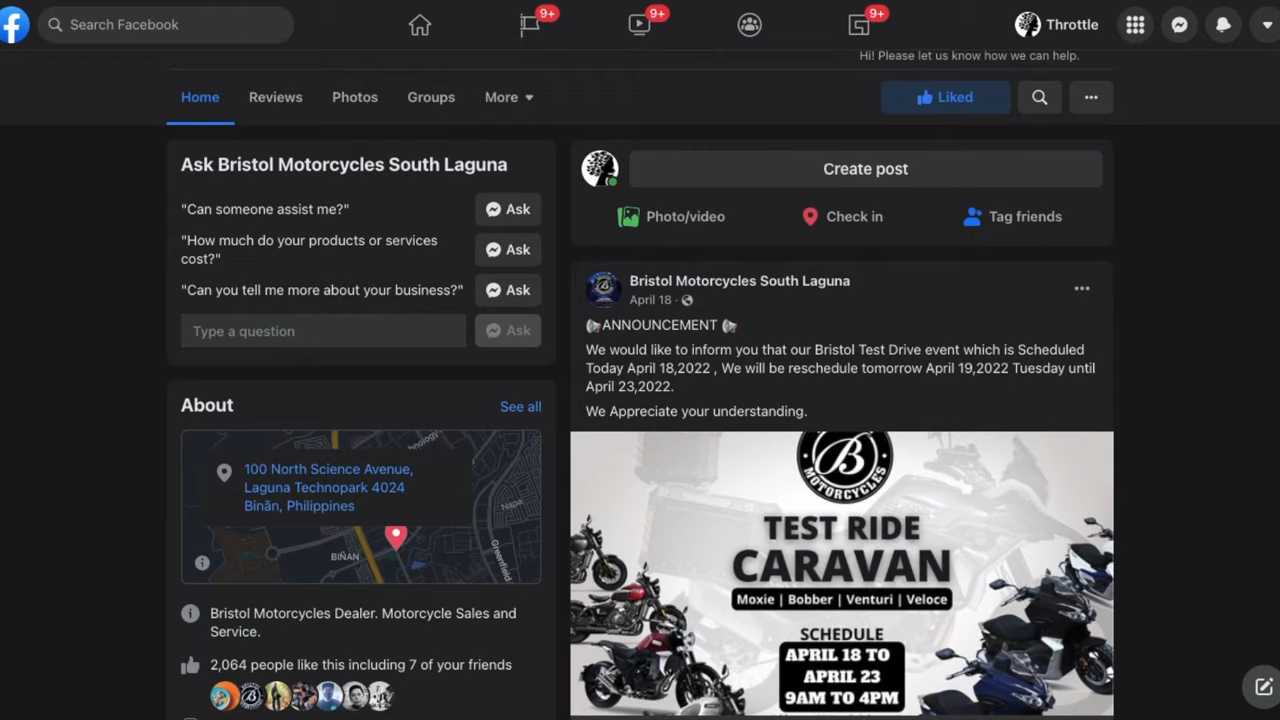 Search Facebook
9+
9+
9+
Throttle
Hi! Please let us know how we can help.
Home
Reviews
Photos
Groups
More
Liked
Ask Bristol Motorcycles South Laguna
"Can someone assist me?"
Ask
"How much do your products or services
cost?"
Ask
"Can you tell me more about your business?"
Ask
Type a question
Ask
About
See all
100 North Science Avenue,
Laguna Technopark 4024
Biñan, Philippines
BIÑAN
Napa
Greenfield
Bristol Motorcycles Dealer. Motorcycle Sales and
Service.
2,064 people like this including 7 of your friends
Create post
Photo/video
Check in
Tag friends
Bristol Motorcycles South Laguna
April 18 ·
ANNOUNCEMENT
We would like to inform you that our Bristol Test Drive event which is Scheduled
Today April 18,2022 , We will be reschedule tomorrow April 19,2022 Tuesday until
April 23,2022.
We Appreciate your understanding.
B
MOTORCYCLES
TEST RIDE
CARAVAN
Moxie | Bobber | Venturi | Veloce
SCHEDULE
APRIL 18 TO
APRIL 23
9AM TO 4PM